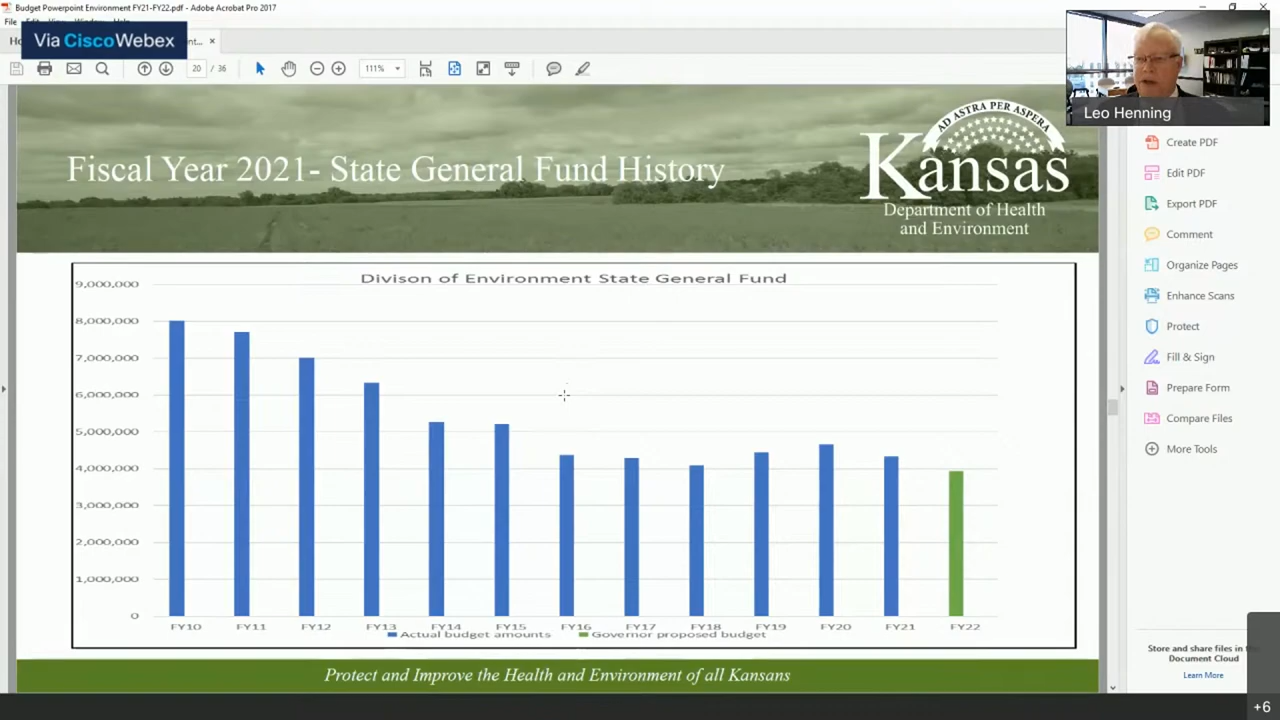 Budget Powerpoint Environment FY21-FY22.pdf - Adobe Acrobat Pro 2017
File
Via CiscoWebex
20 / 36
111%
Leo Henning
Fiscal Year 2021- State General Fund History
AD ASTRA PER ASPERA
Kansas
Department of Health
and Environment
Create PDF
Edit PDF
Export PDF
Comment
Organize Pages
Enhance Scans
Protect
Fill & Sign
Prepare Form
Compare Files
More Tools
Divison of Environment State General Fund
9,000,000
8,000,000
7,000,000
6,000,000
5,000,000
4,000,000
3,000,000
2,000,000
1,000,000
0
FY10 FY11 FY12 FY13 FY14 FY15 FY16 FY17 FY18 FY19 FY20 FY21 FY22
Actual budget amounts Governor proposed budget
Protect and Improve the Health and Environment of all Kansans
Store and share files in
Document Cloud
Learn More
+6